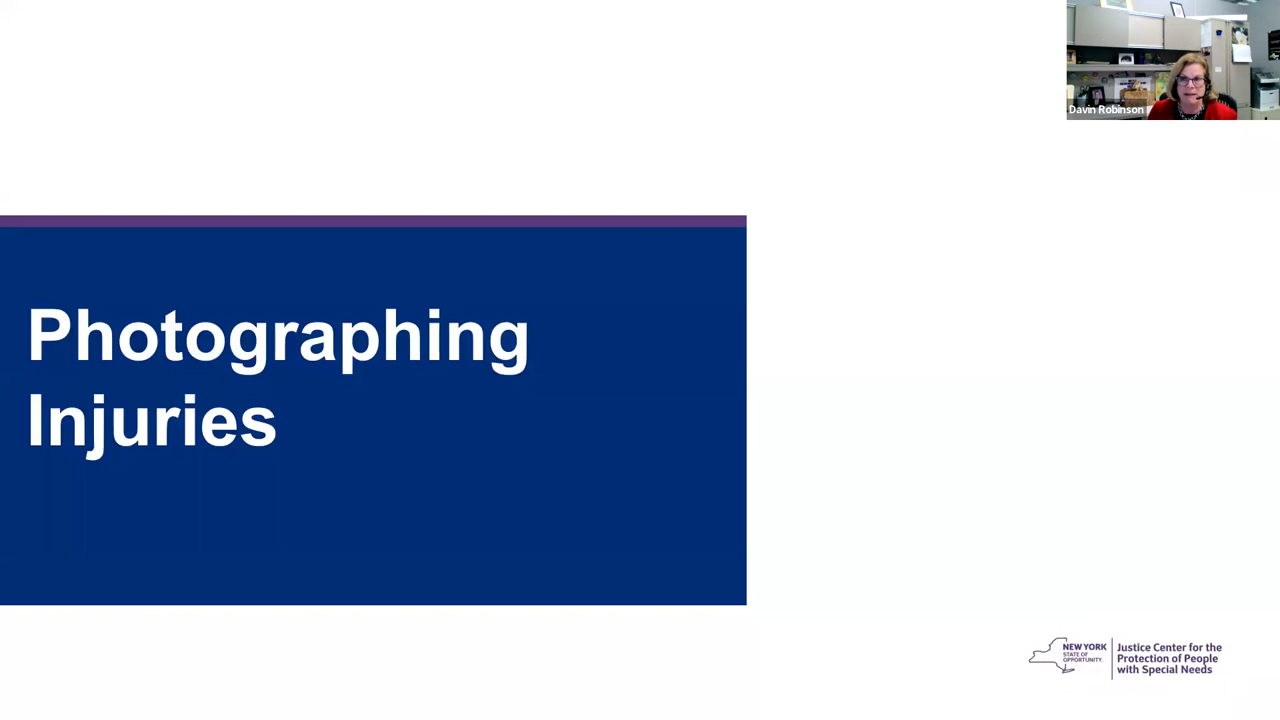 Davin Robinson
Photographing
Injuries
NEW YORK
STATE OF
OPPORTUNITY.
Justice Center for the
Protection of People
with Special Needs